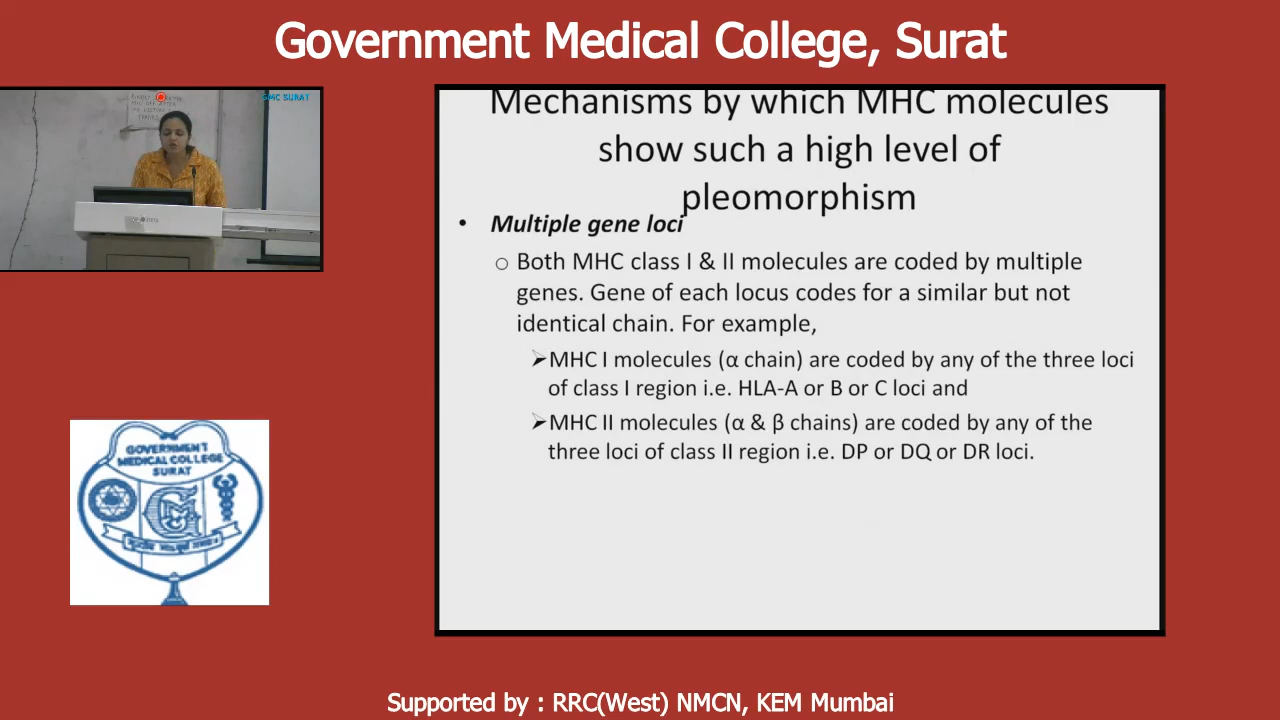 Government Medical College, Surat
GMC SURAT
Mechanisms by which MHC molecules
show such a high level of
pleomorphism
• Multiple gene loci
o Both MHC class I & II molecules are coded by multiple
genes. Gene of each locus codes for a similar but not
identical chain. For example,
➢MHC I molecules (α chain) are coded by any of the three loci
of class I region i.e. HLA-A or B or C loci and
➢MHC II molecules (α & β chains) are coded by any of the
three loci of class II region i.e. DP or DQ or DR loci.
GOVERNMENT
MEDICAL COLLEGE
SURAT
Supported by : RRC(West) NMCN, KEM Mumbai